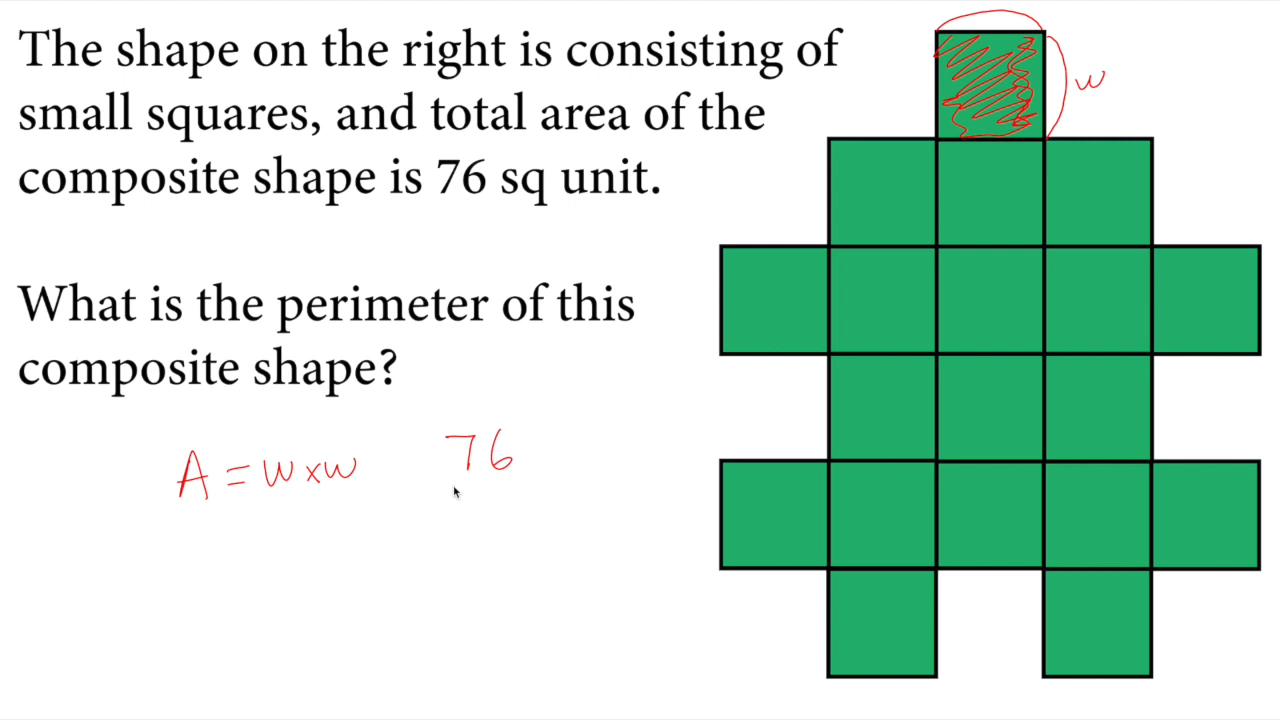 The shape on the right is consisting of
small squares, and total area of the
composite shape is 76 sq unit.
w
What is the perimeter of this
composite shape?
A = w x w 76